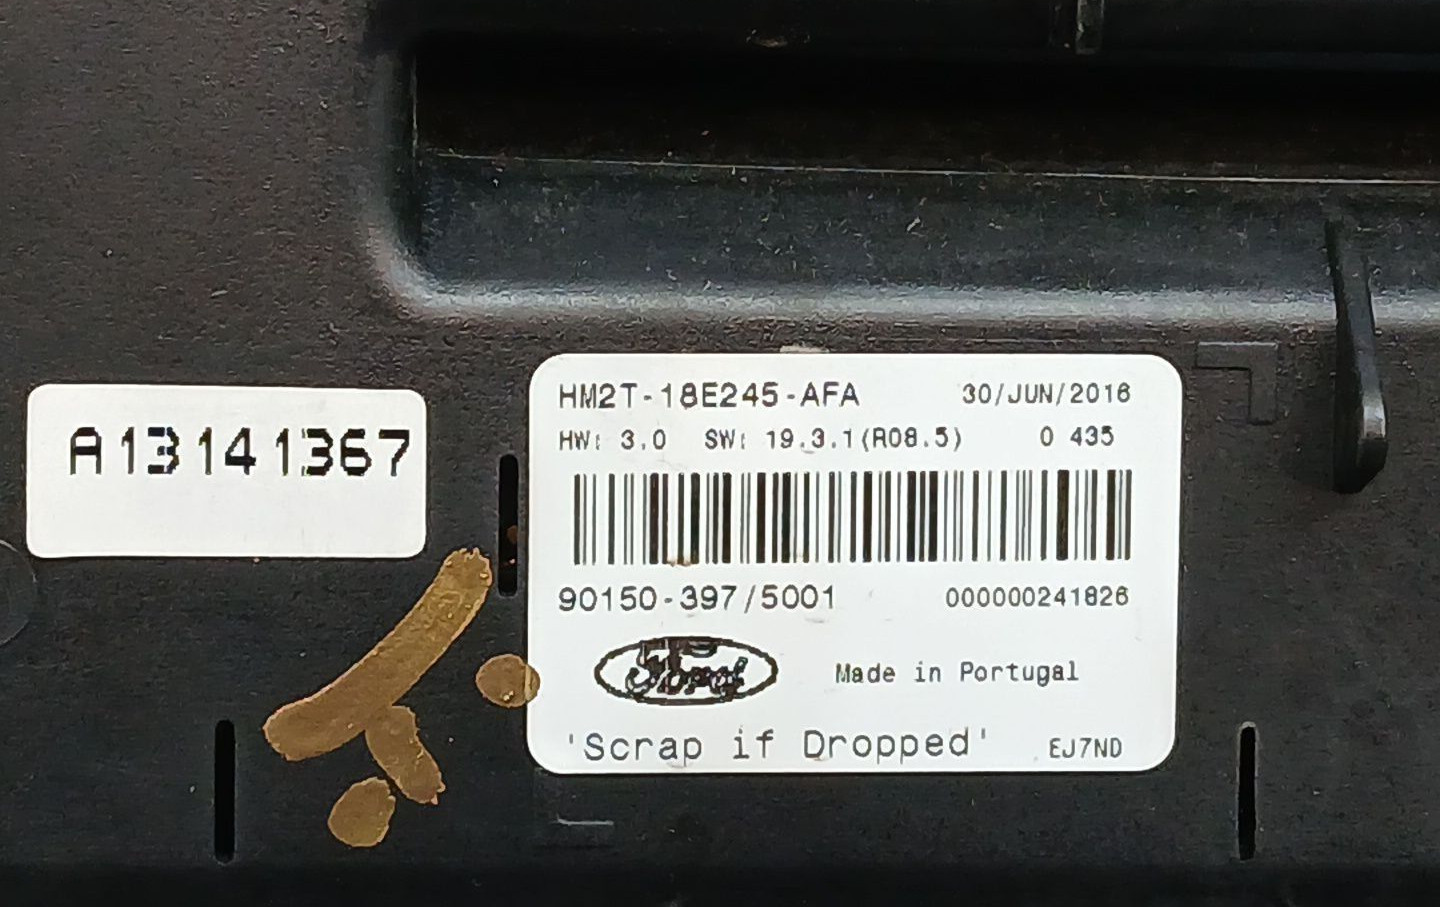 A13141367
HM2T-18E245-AFA 30/JUN/2016
HW: 3.0 SW: 19.3.1(R08.5) 0 435
90150-397/5001 000000241826
Ford Made in Portugal
'Scrap if Dropped' EJ7ND